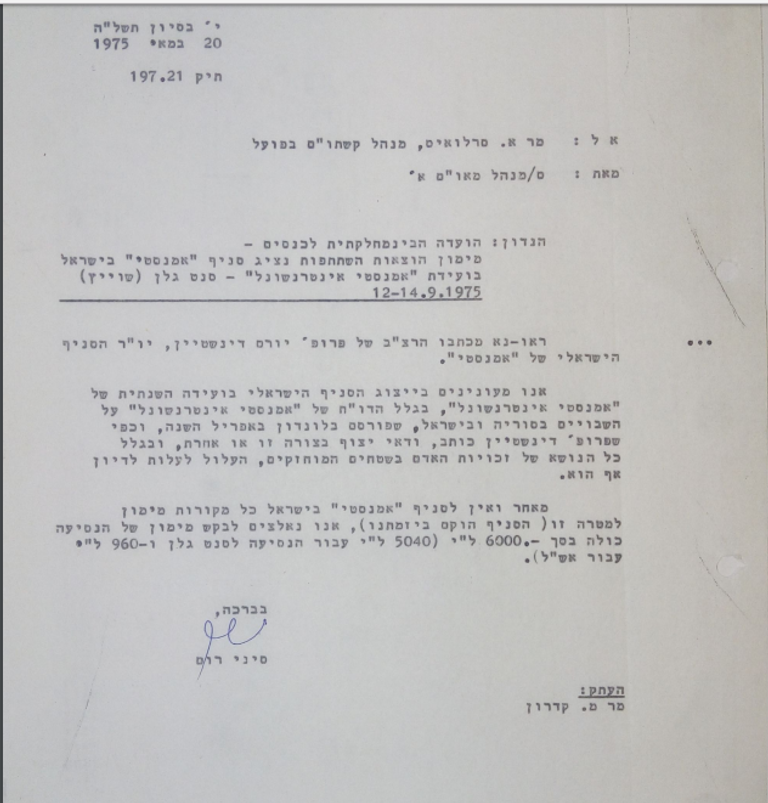 י׳ בסיון תשל"ה
20 במאי 1975
תיק 197.21
א ל : מר א. סרלואיס, מנהל קשתו"ם בפועל
מאת : ס/מנהל מאו"ם א׳
הנדון: הועדה הבינמחלקתית לכנסים -
מימון הוצאות השתתפות נציג סניף "אמנסטי" בישראל
בועידת "אמנסטי אינטרנשונל" - סנט גלן (שווייץ)
12-14.9.1975
... ראו-נא מכתבו הרצ"ב של פרופ׳ יורם דינשטיין, יו"ר הסניף
הישראלי של "אמנסטי".
אנו מעונינים בייצוג הסניף הישראלי בועידה השנתית של
"אמנסטי אינטרנשונל", בגלל הדו"ח של "אמנסטי אינטרנשונל" על
השבויים בסוריה ובישראל, שפורסם בלונדון באפריל השנה, וכפי
שפרופ׳ דינשטיין כותב, ודאי יצוף בצורה זו או אחרת, ובגלל
כל הנושא של זכויות האדם בשטחים המוחזקים, העלול לעלות לדיון
אף הוא.
מאחר ואין לסניף "אמנסטי" בישראל כל מקורות מימון
למטרה זו( הסניף הוקם ביזמתנו), אנו נאלצים לבקש מימון של הנסיעה
כולה בסך -.6000 ל"י (5040 ל"י עבור הנסיעה לסנט גלן ו-960 ל"י
עבור אש"ל).
בברכה,
סיני רום
העתק:
מר מ. קדרון